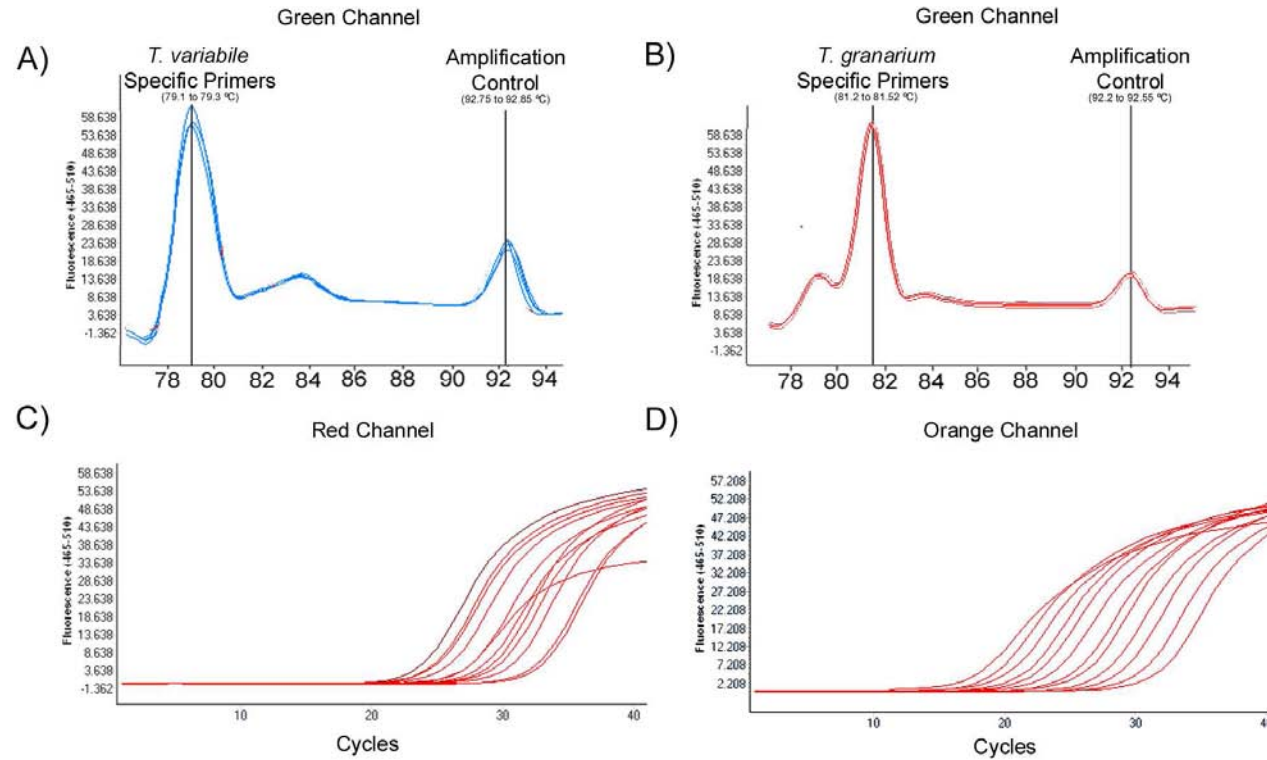 Green Channel
A)
T. variabile
Specific Primers
(79.1 to 79.3 ºC)
Amplification
Control
(92.75 to 92.85 ºC)
Fluorescence (465-510)
58.638
53.638
48.638
43.638
38.638
33.638
28.638
23.638
18.638
13.638
8.638
3.638
-1.362
78 80 82 84 86 88 90 92 94
Green Channel
B)
T. granarium
Specific Primers
(81.2 to 81.52 ºC)
Amplification
Control
(92.2 to 92.55 ºC)
Fluorescence (465-510)
58.638
53.638
48.638
43.638
38.638
33.638
28.638
23.638
18.638
13.638
8.638
3.638
-1.362
78 80 82 84 86 88 90 92 94
C)
Red Channel
Fluorescence (465-510)
58.638
53.638
48.638
43.638
38.638
33.638
28.638
23.638
18.638
13.638
8.638
3.638
-1.362
10 20 30 40
Cycles
D)
Orange Channel
Fluorescence (465-510)
57.208
52.208
47.208
42.208
37.208
32.208
27.208
22.208
17.208
12.208
7.208
2.208
10 20 30 40
Cycles